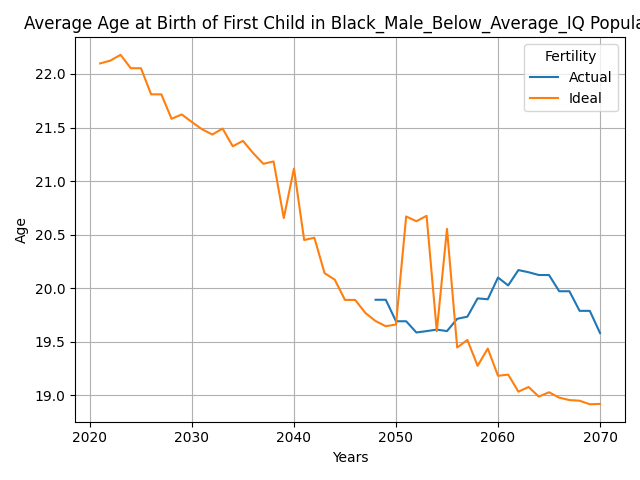 Average Age at Birth of First Child in Black_Male_Below_Average_IQ Popula
Fertility
Actual
Ideal
22.0
21.5
21.0
20.5
20.0
19.5
19.0
Age
2020
2030
2040
2050
2060
2070
Years